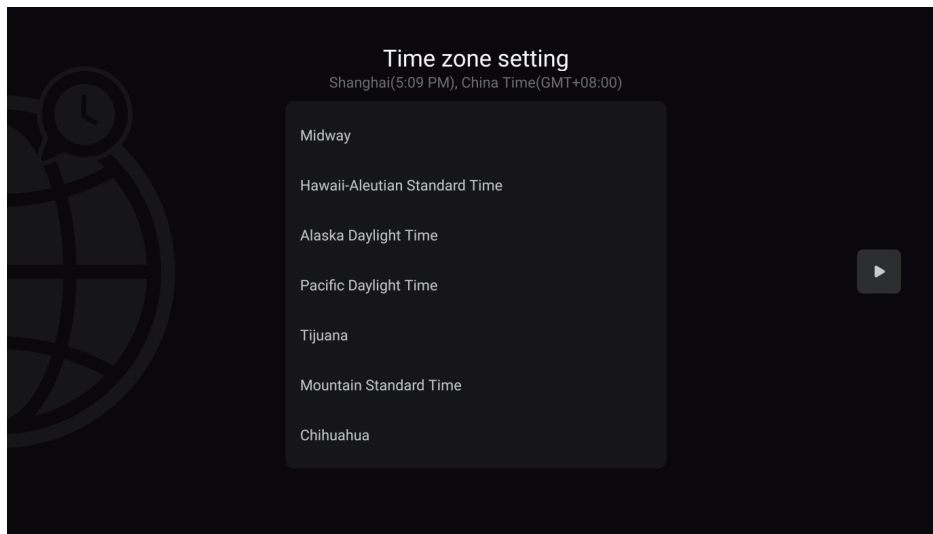 Time zone setting
Shanghai(5:09 PM), China Time(GMT+08:00)
Midway
Hawaii-Aleutian Standard Time
Alaska Daylight Time
Pacific Daylight Time
Tijuana
Mountain Standard Time
Chihuahua